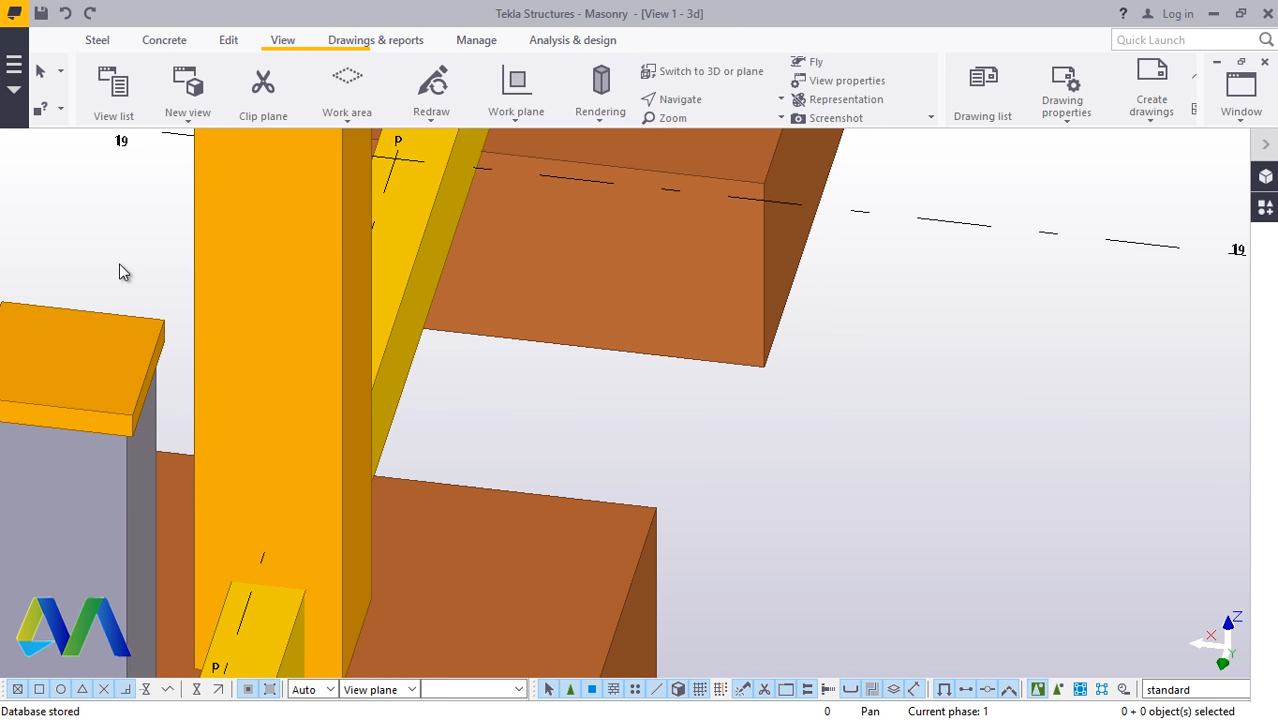 Tekla Structures - Masonry - [View 1 - 3d]
? Log in
Steel Concrete Edit View Drawings & reports Manage Analysis & design
Quick Launch
View list
New view
Clip plane
Work area
Redraw
Work plane
Rendering
Switch to 3D or plane
Navigate
Zoom
Fly
View properties
Representation
Screenshot
Drawing list
Drawing properties
Create drawings
Window
19
P
19
P
Z
X
Y
Auto
View plane
standard
Database stored
0
Pan
Current phase: 1
0 + 0 object(s) selected